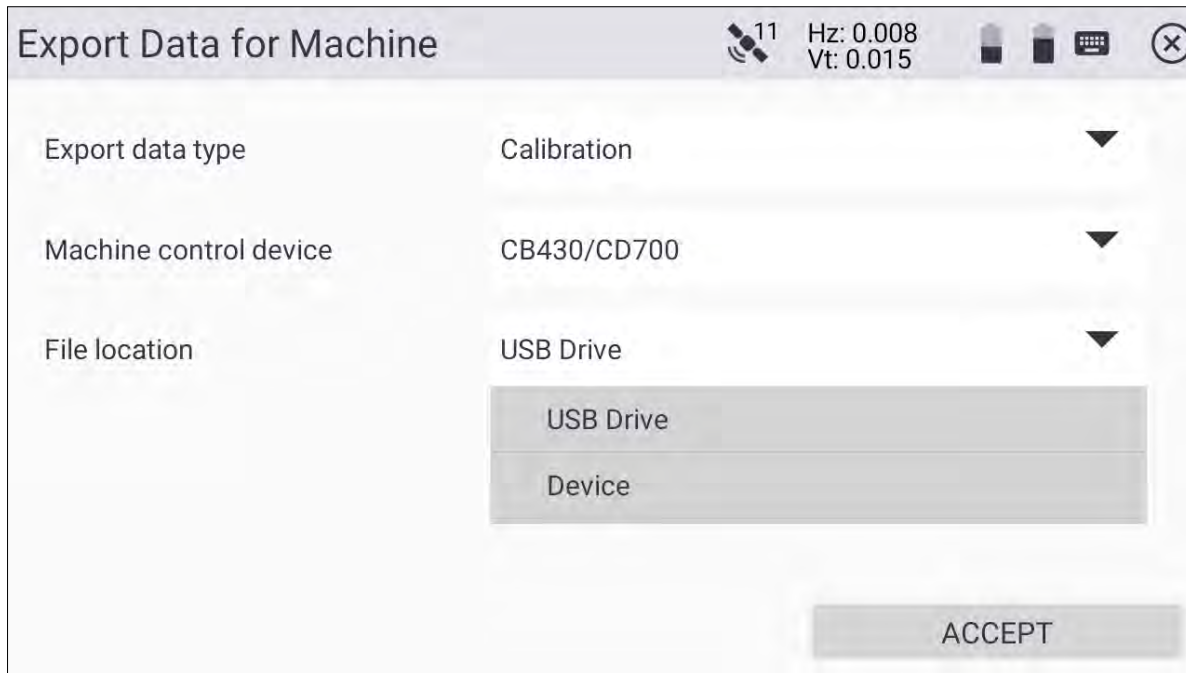 Export Data for Machine
11
Hz: 0.008
Vt: 0.015
Export data type
Calibration
Machine control device
CB430/CD700
File location
USB Drive
USB Drive
Device
ACCEPT